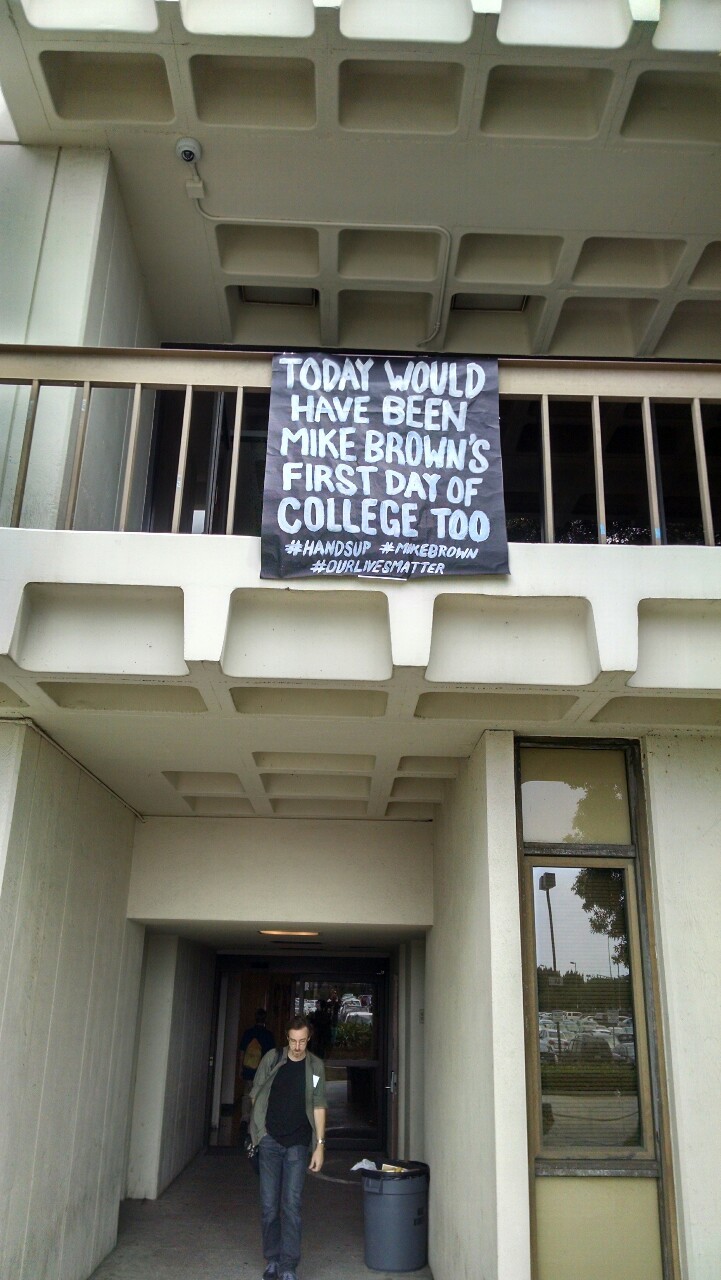 TODAY WOULD
HAVE BEEN
MIKE BROWN'S
FIRST DAY OF
COLLEGE TOO
#HANDSUP #MIKEBROWN
#OURLIVESMATTER